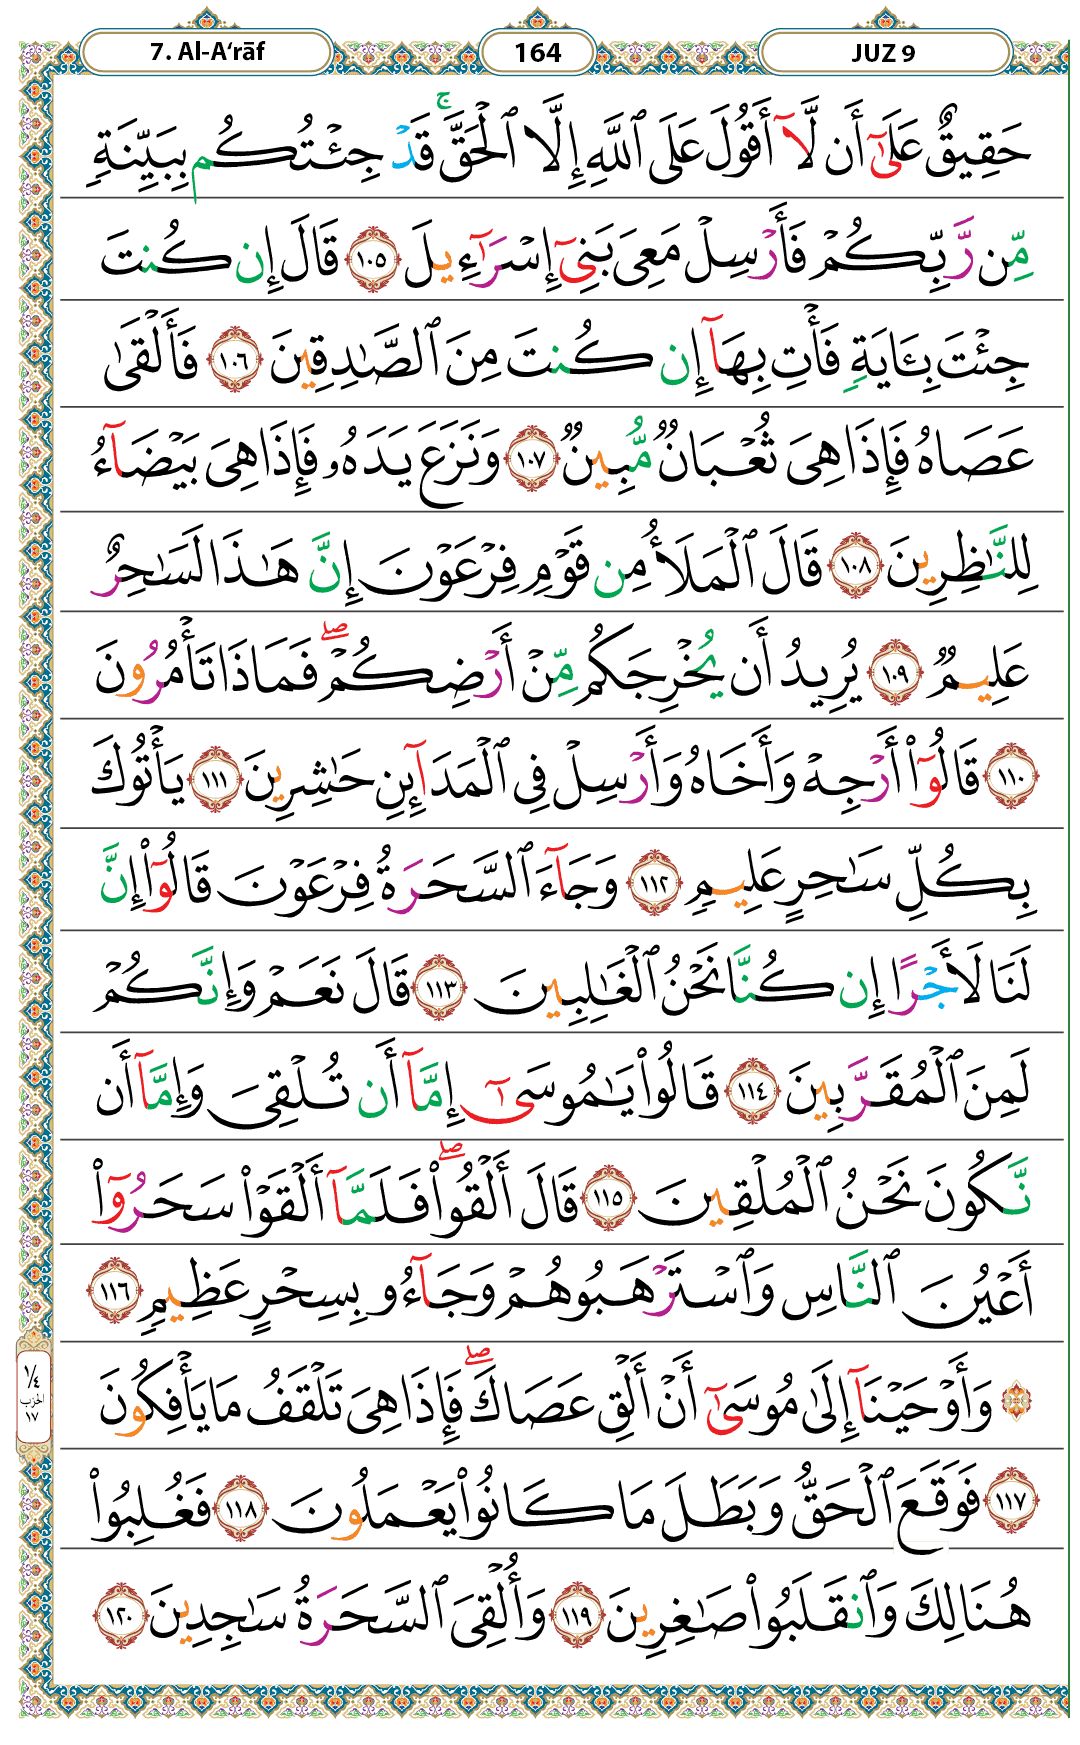 7. Al-A‘rāf
164
JUZ 9
حَقِيقٌ عَلَىٰٓ أَن لَّآ أَقُولَ عَلَى ٱللَّهِ إِلَّا ٱلْحَقَّ ۚ قَدْ جِئْتُكُم بِبَيِّنَةٍ
مِّن رَّبِّكُمْ فَأَرْسِلْ مَعِىَ بَنِىٓ إِسْرَٰٓءِيلَ ١٠٥ قَالَ إِن كُنتَ
جِئْتَ بِـَٔايَةٍ فَأْتِ بِهَآ إِن كُنتَ مِنَ ٱلصَّـٰدِقِينَ ١٠٦ فَأَلْقَىٰ
عَصَاهُ فَإِذَا هِىَ ثُعْبَانٌ مُّبِينٌ ١٠٧ وَنَزَعَ يَدَهُۥ فَإِذَا هِىَ بَيْضَآءُ
لِلنَّـٰظِرِينَ ١٠٨ قَالَ ٱلْمَلَأُ مِن قَوْمِ فِرْعَوْنَ إِنَّ هَـٰذَا لَسَـٰحِرٌ
عَلِيمٌ ١٠٩ يُرِيدُ أَن يُخْرِجَكُم مِّنْ أَرْضِكُمْ ۖ فَمَاذَا تَأْمُرُونَ
١١٠ قَالُوٓا۟ أَرْجِهْ وَأَخَاهُ وَأَرْسِلْ فِى ٱلْمَدَآئِنِ حَـٰشِرِينَ ١١١ يَأْتُوكَ
بِكُلِّ سَـٰحِرٍ عَلِيمٍ ١١٢ وَجَآءَ ٱلسَّحَرَةُ فِرْعَوْنَ قَالُوٓا۟ إِنَّ
لَنَا لَأَجْرًا إِن كُنَّا نَحْنُ ٱلْغَـٰلِبِينَ ١١٣ قَالَ نَعَمْ وَإِنَّكُمْ
لَمِنَ ٱلْمُقَرَّبِينَ ١١٤ قَالُوا۟ يَـٰمُوسَىٰٓ إِمَّآ أَن تُلْقِىَ وَإِمَّآ أَن
نَّكُونَ نَحْنُ ٱلْمُلْقِينَ ١١٥ قَالَ أَلْقُوا۟ ۖ فَلَمَّآ أَلْقَوْا۟ سَحَرُوٓا۟
أَعْيُنَ ٱلنَّاسِ وَٱسْتَرْهَبُوهُمْ وَجَآءُو بِسِحْرٍ عَظِيمٍ ١١٦
۞ وَأَوْحَيْنَآ إِلَىٰ مُوسَىٰٓ أَنْ أَلْقِ عَصَاكَ ۖ فَإِذَا هِىَ تَلْقَفُ مَا يَأْفِكُونَ
١١٧ فَوَقَعَ ٱلْحَقُّ وَبَطَلَ مَا كَانُوا۟ يَعْمَلُونَ ١١٨ فَغُلِبُوا۟
هُنَالِكَ وَٱنقَلَبُوا۟ صَـٰغِرِينَ ١١٩ وَأُلْقِىَ ٱلسَّحَرَةُ سَـٰجِدِينَ ١٢٠
١/٤
الحزب
١٧